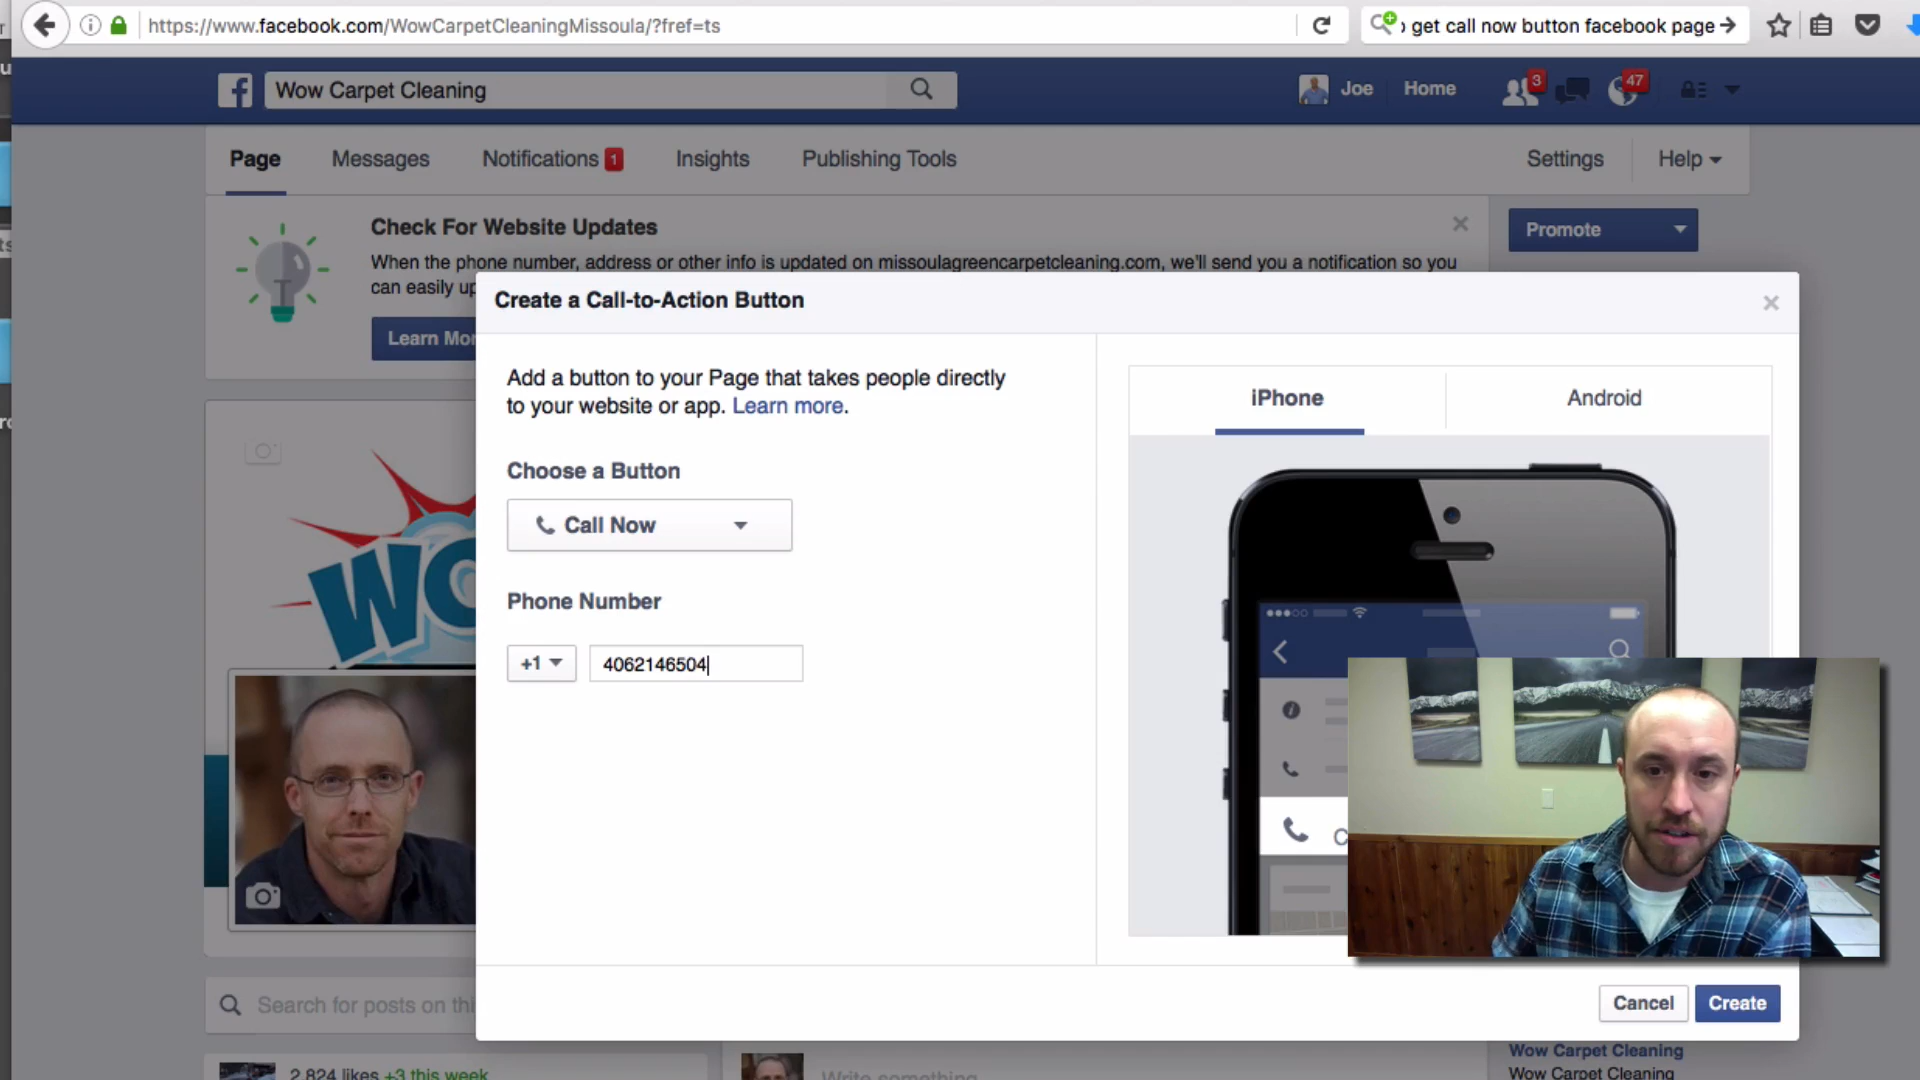 https://www.facebook.com/WowCarpetCleaningMissoula/?fref=ts
get call now button facebook page
Wow Carpet Cleaning
Joe
Home
3
47
Page
Messages
Notifications 1
Insights
Publishing Tools
Settings
Help
Check For Website Updates
When the phone number, address or other info is updated on missoulagreencarpetcleaning.com, we'll send you a notification so you
can easily
Promote
Learn
Create a Call-to-Action Button
Add a button to your Page that takes people directly
to your website or app. Learn more.
iPhone
Android
Choose a Button
Call Now
Phone Number
+1
4062146504
Cancel
Create
Search for posts on
2,824 likes +3 this week
Write something
Wow Carpet Cleaning
Wow Carpet Cleaning